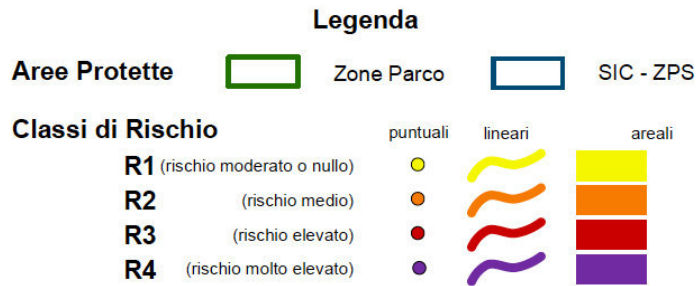 Legenda
Aree Protette Zone Parco SIC - ZPS
Classi di Rischio puntuali lineari areali
R1 (rischio moderato o nullo)
R2 (rischio medio)
R3 (rischio elevato)
R4 (rischio molto elevato)